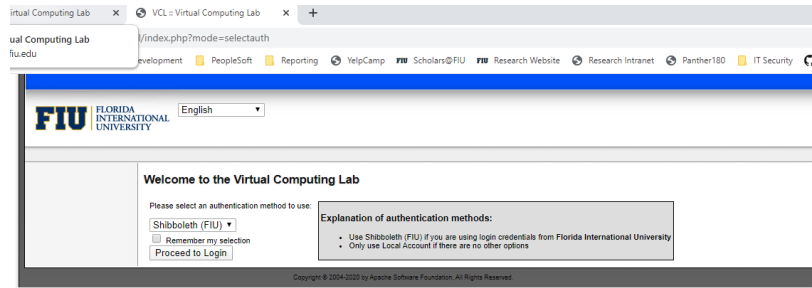 irtual Computing Lab
VCL :: Virtual Computing Lab
ual Computing Lab
fiu.edu
/index.php?mode=selectauth
evelopment PeopleSoft Reporting YelpCamp FIU Scholars@FIU FIU Research Website Research Intranet Panther180 IT Security
FIU
FLORIDA
INTERNATIONAL
UNIVERSITY
English
Welcome to the Virtual Computing Lab
Please select an authentication method to use:
Shibboleth (FIU)
Remember my selection
Proceed to Login
Explanation of authentication methods:
Use Shibboleth (FIU) if you are using login credentials from Florida International University
Only use Local Account if there are no other options
Copyright © 2004-2020 by Apache Software Foundation. All Rights Reserved.